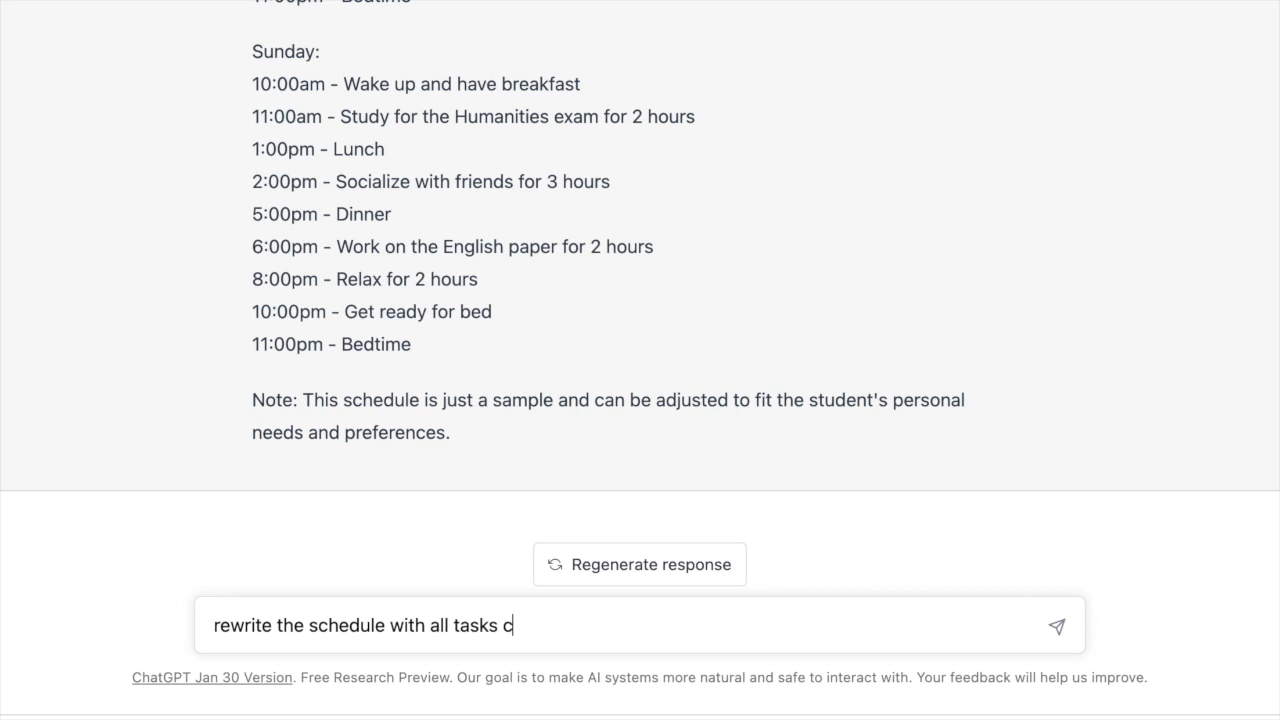 Sunday:
10:00am - Wake up and have breakfast
11:00am - Study for the Humanities exam for 2 hours
1:00pm - Lunch
2:00pm - Socialize with friends for 3 hours
5:00pm - Dinner
6:00pm - Work on the English paper for 2 hours
8:00pm - Relax for 2 hours
10:00pm - Get ready for bed
11:00pm - Bedtime
Note: This schedule is just a sample and can be adjusted to fit the student's personal
needs and preferences.
Regenerate response
rewrite the schedule with all tasks c
ChatGPT Jan 30 Version. Free Research Preview. Our goal is to make AI systems more natural and safe to interact with. Your feedback will help us improve.